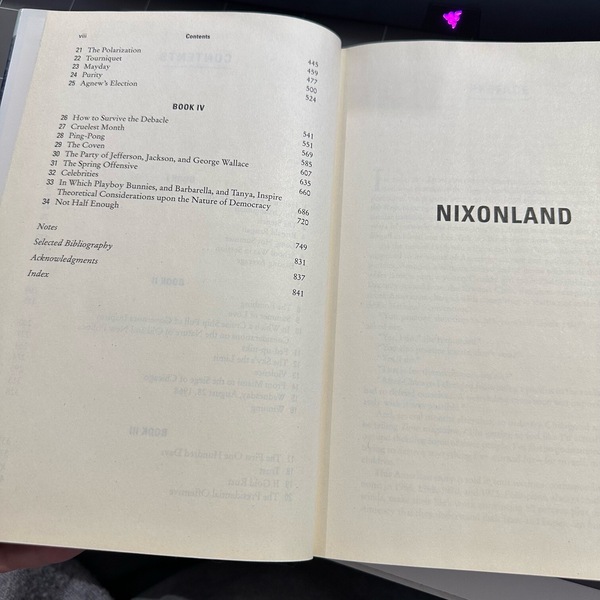 viii Contents
21 The Polarization 445
22 Tourniquet 459
23 Mayday 477
24 Purity 500
25 Agnew's Election 524
BOOK IV
26 How to Survive the Debacle 541
27 Cruelest Month 551
28 Ping-Pong 569
29 The Coven 585
30 The Party of Jefferson, Jackson, and George Wallace 607
31 The Spring Offensive 635
32 Celebrities 660
33 In Which Playboy Bunnies, and Barbarella, and Tanya, Inspire
Theoretical Considerations upon the Nature of Democracy 686
34 Not Half Enough 720
Notes 749
Selected Bibliography 831
Acknowledgments 837
Index 841
NIXONLAND